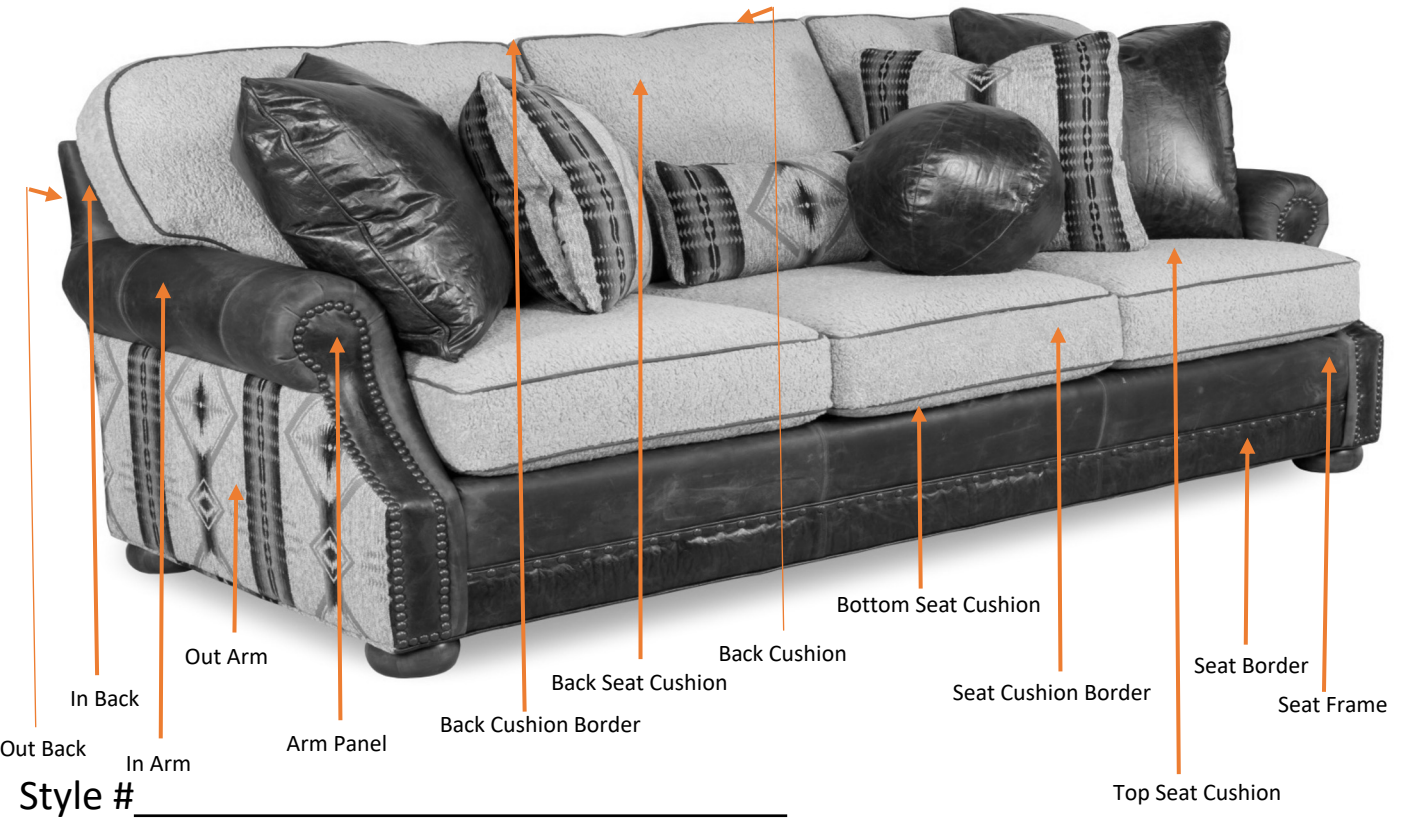 Bottom Seat Cushion
Out Arm
Back Cushion
Seat Border
Back Seat Cushion
Seat Cushion Border
In Back
Seat Frame
Back Cushion Border
Arm Panel
Out Back
In Arm
Top Seat Cushion
Style #